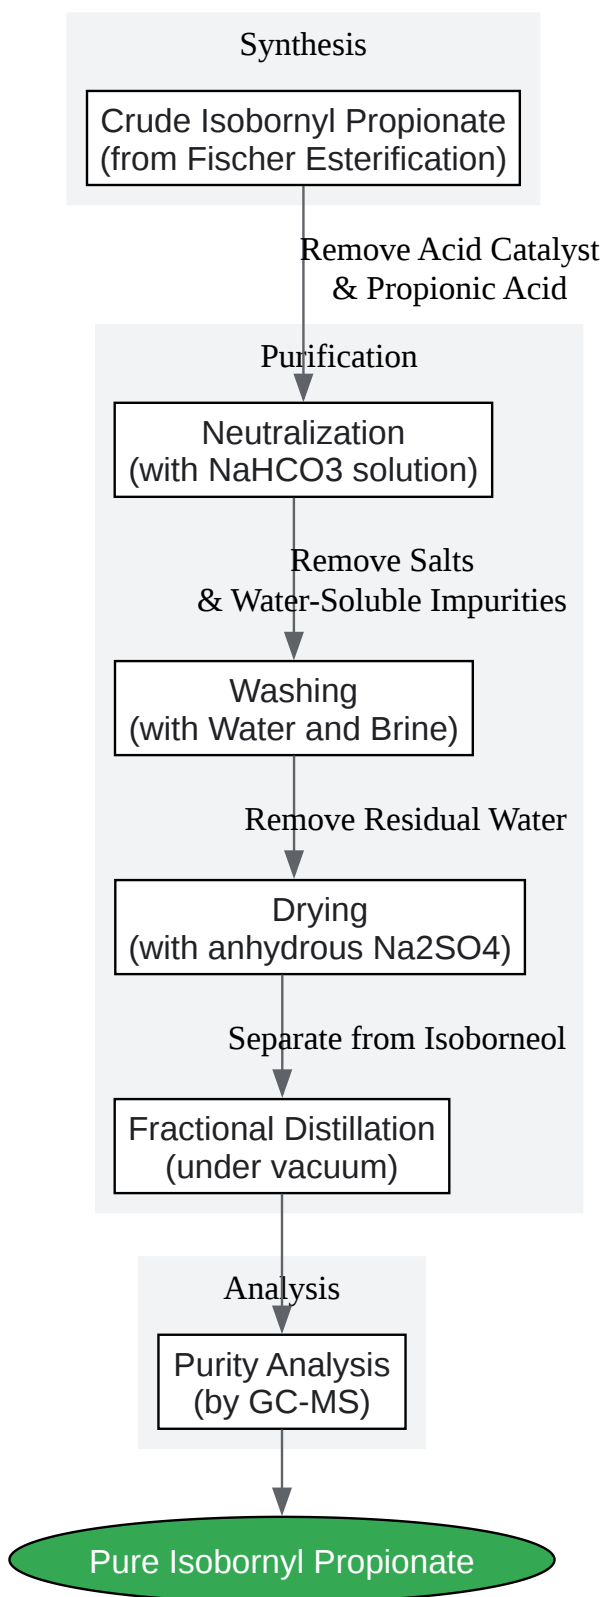 Synthesis
Crude Isobornyl Propionate
(from Fischer Esterification)
Remove Acid Catalyst
& Propionic Acid
Purification
Neutralization
(with NaHCO3 solution)
Remove Salts
& Water-Soluble Impurities
Washing
(with Water and Brine)
Remove Residual Water
Drying
(with anhydrous Na2SO4)
Separate from Isoborneol
Fractional Distillation
(under vacuum)
Analysis
Purity Analysis
(by GC-MS)
Pure Isobornyl Propionate